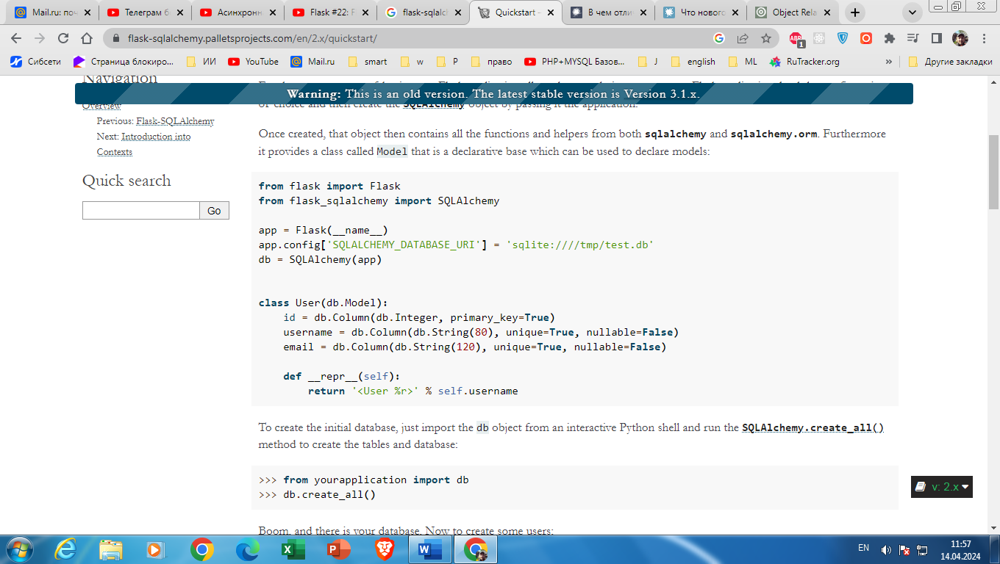 Mail.ru: поч
Телеграм б
Асинхронн
Flask #22: F
flask-sqlalch
Quickstart –
В чем отли
Что нового
Object Rela
flask-sqlalchemy.palletsprojects.com/en/2.x/quickstart/
ABP
1
Сибсети
Страница блокиро...
ИИ
YouTube
Mail.ru
smart
w
P
право
PHP+MYSQL Базов...
J
english
ML
RuTracker.org
»
Другие закладки
Navigation
Warning: This is an old version. The latest stable version is Version 3.1.x.
Overview
of choice and then create the SQLAlchemy object by passing it the application.
Previous: Flask-SQLAlchemy
Next: Introduction into
Contexts
Quick search
Go
Once created, that object then contains all the functions and helpers from both sqlalchemy and sqlalchemy.orm. Furthermore
it provides a class called Model that is a declarative base which can be used to declare models:
from flask import Flask
from flask_sqlalchemy import SQLAlchemy
app = Flask(__name__)
app.config['SQLALCHEMY_DATABASE_URI'] = 'sqlite:////tmp/test.db'
db = SQLAlchemy(app)
class User(db.Model):
    id = db.Column(db.Integer, primary_key=True)
    username = db.Column(db.String(80), unique=True, nullable=False)
    email = db.Column(db.String(120), unique=True, nullable=False)
    def __repr__(self):
        return '<User %r>' % self.username
To create the initial database, just import the db object from an interactive Python shell and run the SQLAlchemy.create_all()
method to create the tables and database:
>>> from yourapplication import db
>>> db.create_all()
v: 2.x
Boom, and there is your database. Now to create some users:
EN
11:57
14.04.2024